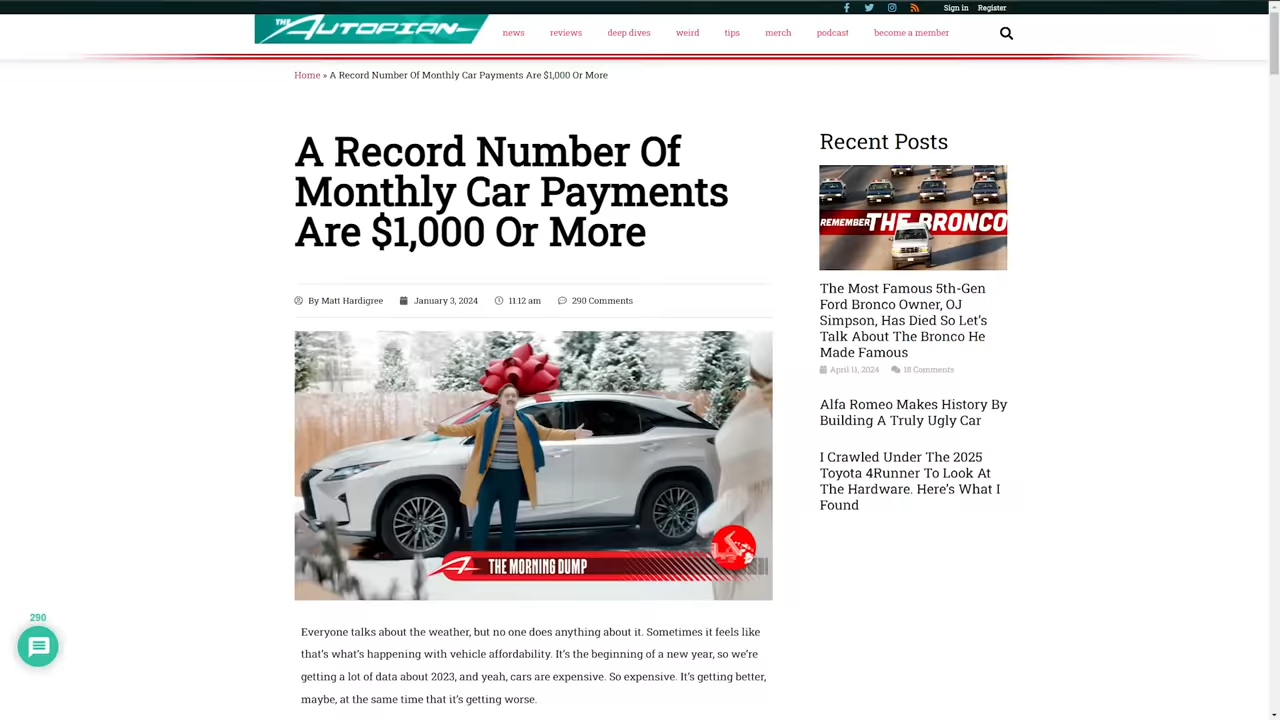 Sign in Register
THE AUTOPIAN
news reviews deep dives weird tips merch podcast become a member
Home » A Record Number Of Monthly Car Payments Are $1,000 Or More
A Record Number Of
Monthly Car Payments
Are $1,000 Or More
By Matt Hardigree January 3, 2024 11:12 am 290 Comments
THE MORNING DUMP
Everyone talks about the weather, but no one does anything about it. Sometimes it feels like
that's what's happening with vehicle affordability. It's the beginning of a new year, so we're
getting a lot of data about 2023, and yeah, cars are expensive. So expensive. It's getting better,
maybe, at the same time that it's getting worse.
Recent Posts
REMEMBER THE BRONCO
The Most Famous 5th-Gen
Ford Bronco Owner, OJ
Simpson, Has Died So Let's
Talk About The Bronco He
Made Famous
April 11, 2024 18 Comments
Alfa Romeo Makes History By
Building A Truly Ugly Car
I Crawled Under The 2025
Toyota 4Runner To Look At
The Hardware. Here's What I
Found
290